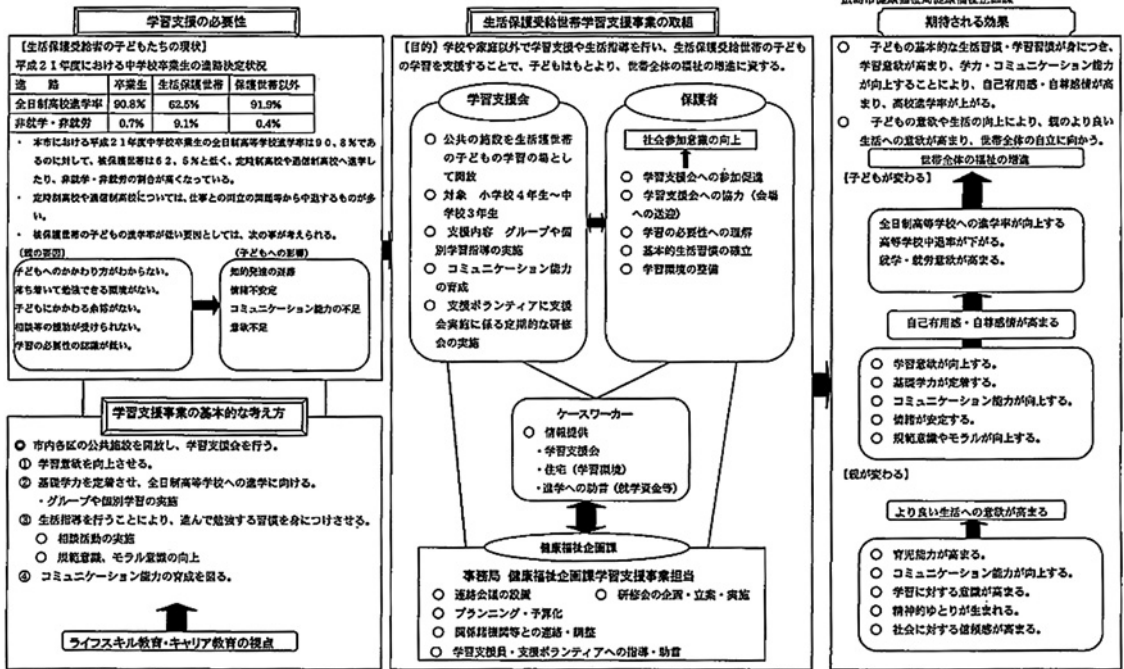 学習支援の必要性
［生活保護受給者の子どもたちの現状］
平成21年度における中学校卒業生の進路決定状況
進　路　卒業生　生活保護世帯　保護世帯以外
全日制高校進学率　90.8%　62.5%　91.9%
非就学・非就労　0.7%　9.1%　0.4%
・　本市における平成21年度中学校卒業生の全日制高等学校進学率は90.8%で
あるのに対して、被保護世帯は62.5%と低く、定時制高校や通信制高校へ進学し
たり、非就学・非就労の割合が高くなっている。
・　定時制高校や通信制高校については、仕事との両立の問題等から中退するものが多
い。
・　被保護世帯の子どもの進学率が低い要因としては、次の事が考えられる。
（親の要因）
子どもへのかかわり方がわからない。
落ち着いて勉強できる環境がない。
子どもにかかわる余裕がない。
相談等の援助が受けられない。
学習の必要性の認識が低い。
（子どもへの影響）
知的発達の遅滞
情緒不安定
コミュニケーション能力の不足
意欲不足
学習支援事業の基本的な考え方
◎　市内各区の公共施設を開放し、学習支援会を行う。
①　学習意欲を向上させる。
②　基礎学力を定着させ、全日制高等学校への進学に向ける。
・グループや個別学習の実施
③　生活指導を行うことにより、進んで勉強する習慣を身につけさせる。
○　相談活動の実施
○　規範意識、モラル意識の向上
④　コミュニケーション能力の育成を図る。
ライフスキル教育・キャリア教育の視点
生活保護受給世帯学習支援事業の取組
［目的］学校や家庭以外で学習支援や生活指導を行い、生活保護受給世帯の子ども
の学習を支援することで、子どもはもとより、世帯全体の福祉の増進に資する。
学習支援会
○　公共の施設を生活護世帯
の子どもの学習の場とし
て開放
○　対象　小学校4年生～中
学校3年生
○　支援内容　グループや個
別学習指導の実施
○　コミュニケーション能力
の育成
○　支援ボランティアに支援
会実施に係る定期的な研修
会の実施
保護者
社会参加意識の向上
○　学習支援会への参加促進
○　学習支援会への協力（会場
への送迎）
○　学習の必要性への理解
○　基本的生活習慣の確立
○　学習環境の整備
ケースワーカー
○　情報提供
・学習支援会
・住宅（学習環境）
・進学への助言（就学資金等）
健康福祉企画課
事務局　健康福祉企画課学習支援事業担当
○　連絡会議の設置　○　研修会の企画・立案・実施
○　プランニング・予算化
○　関係諸機関等との連絡・調整
○　学習支援員・支援ボランティアへの指導・助言
期待される効果
○　子どもの基本的な生活習慣・学習習慣が身につき、
学習意欲が高まり、学力・コミュニケーション能力
が向上することにより、自己有用感・自尊感情が高
まり、高校進学率が上がる。
○　子どもの意欲や生活の向上により、親のより良い
生活への意欲が高まり、世帯全体の自立に向かう。
世帯全体の福祉の増進
［子どもが変わる］
全日制高等学校への進学率が向上する
高等学校中退率が下がる。
就学・就労意欲が高まる。
自己有用感・自尊感情が高まる
○　学習意欲が向上する。
○　基礎学力が定着する。
○　コミュニケーション能力が向上する。
○　情緒が安定する。
○　規範意識やモラルが向上する。
［親が変わる］
より良い生活への意欲が高まる
○　育児能力が高まる。
○　コミュニケーション能力が向上する。
○　学習に対する意識が高まる。
○　精神的ゆとりが生まれる。
○　社会に対する信頼感が高まる。